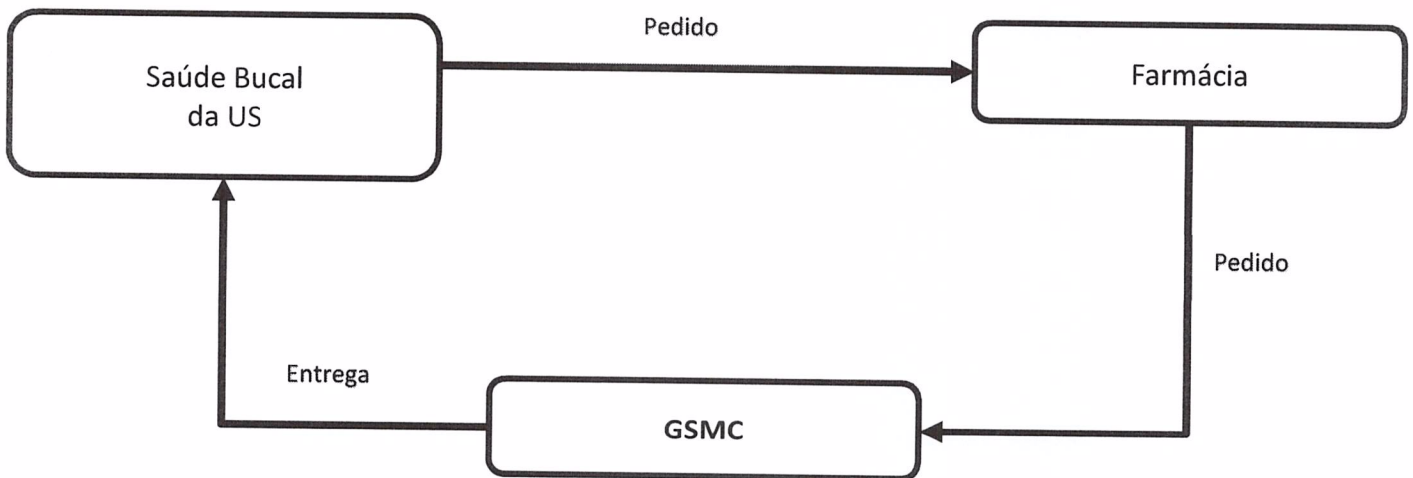 Pedido
Saúde Bucal
da US
Farmácia
Pedido
Entrega
GSMC